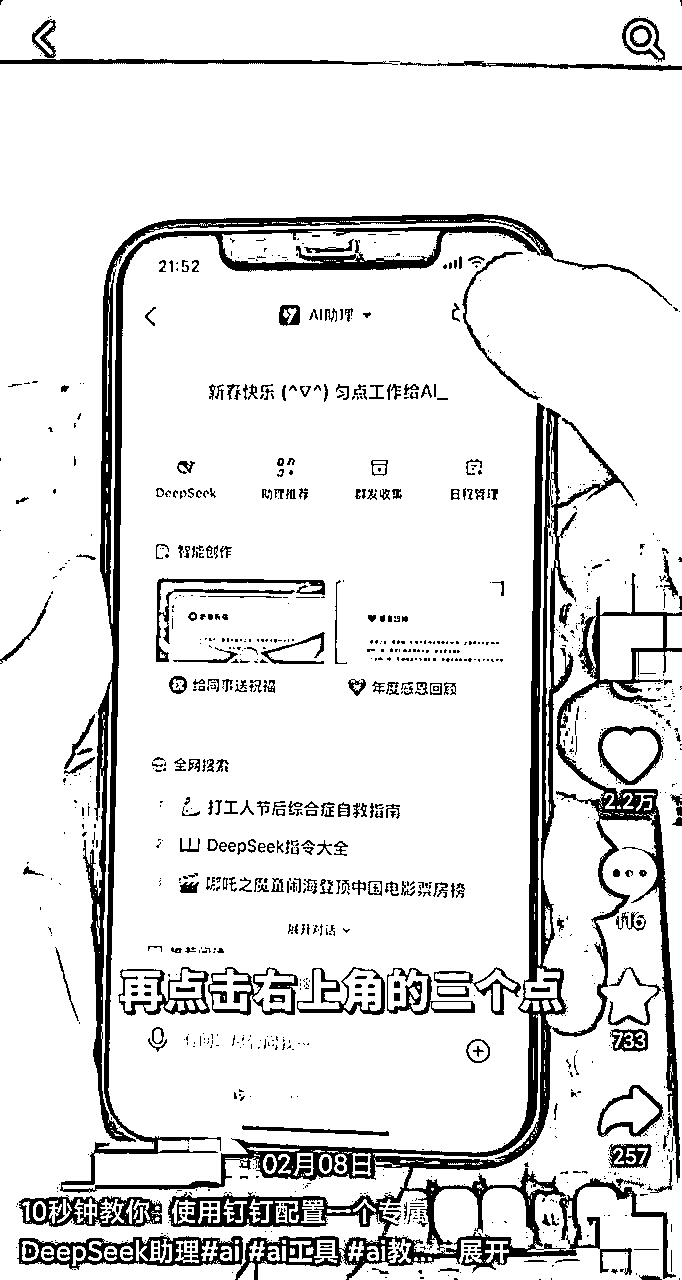 21:52
AI助理
新春快乐 (^∇^) 匀点工作给AI_
DeepSeek
助理推荐
群发收集
日程管理
智能创作
给同事送祝福
年度感恩回顾
全网搜索
1 打工人节后综合症自救指南
2 DeepSeek指令大全
3 哪吒之魔童闹海登顶中国电影票房榜
展开对话
再点击右上角的三个点
2.2万
116
733
257
02月08日
10秒钟教你：使用钉钉配置一个专属
DeepSeek助理#ai #ai工具 #ai教... 展开